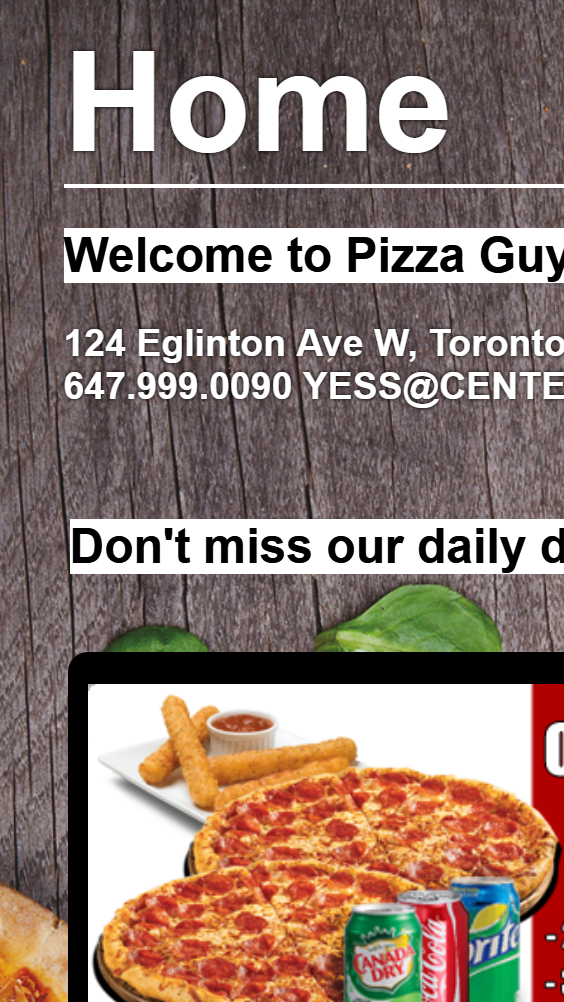 Home
Welcome to Pizza Guy
124 Eglinton Ave W, Toronto
647.999.0090 YESS@CENTE
Don't miss our daily d
CANADA
DRY
Coca-Cola
Sprite